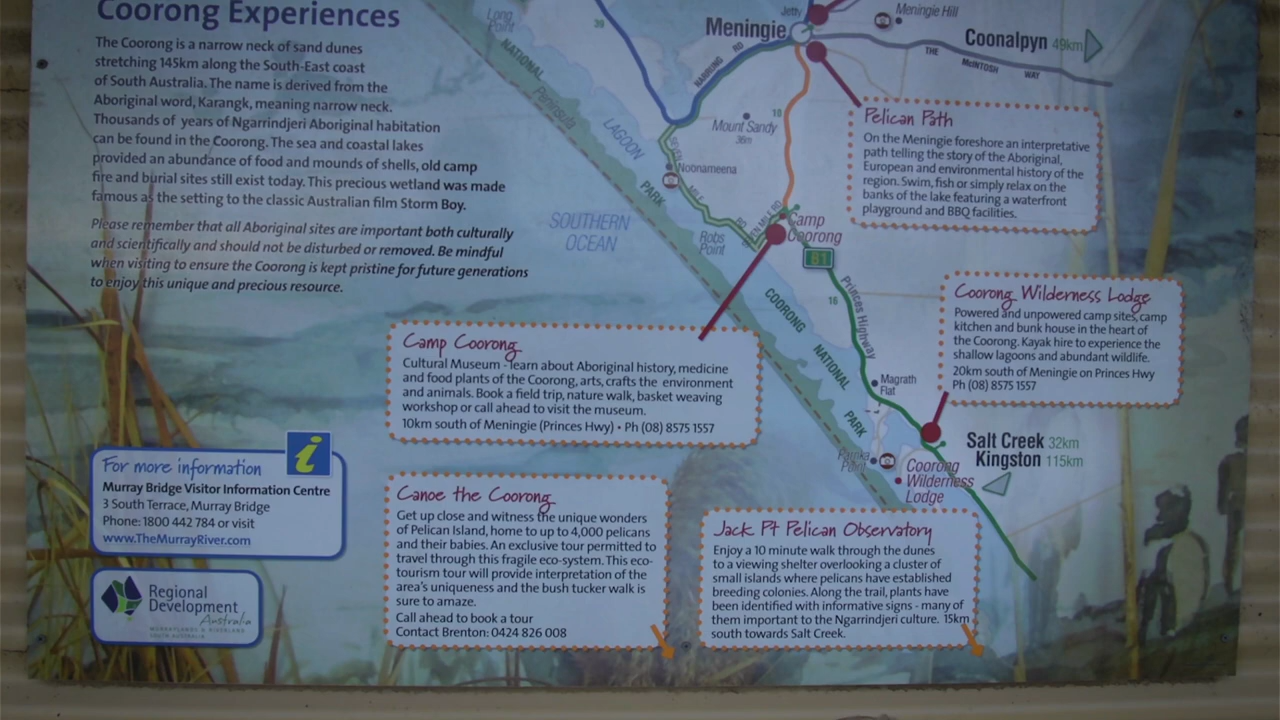 Coorong Experiences
The Coorong is a narrow neck of sand dunes
stretching 145km along the South-East coast
of South Australia. The name is derived from the
Aboriginal word, Karangk, meaning narrow neck.
Thousands of years of Ngarrindjeri Aboriginal habitation
can be found in the Coorong. The sea and coastal lakes
provided an abundance of food and mounds of shells, old camp
fire and burial sites still exist today. This precious wetland was made
famous as the setting to the classic Australian film Storm Boy.
Please remember that all Aboriginal sites are important both culturally
and scientifically and should not be disturbed or removed. Be mindful
when visiting to ensure the Coorong is kept pristine for future generations
to enjoy this unique and precious resource.
Long
Point
NATIONAL
Peninsula
PARK
LAGOON
SOUTHERN
OCEAN
39
Jetty
Meningie
Meningie Hill
Coonalpyn 49km
THE
McINTOSH
WAY
NARRUNG RD
10
Mount Sandy
36m
Noonameena
SEVEN
MILE
RD
SEVEN MILE RD
Robs
Point
Camp
Coorong
B1
16
Princes Highway
COORONG
NATIONAL
PARK
Magrath
Flat
Parnka
Point
Coorong
Wilderness
Lodge
Salt Creek 32km
Kingston 115km
Pelican Path
On the Meningie foreshore an interpretative
path telling the story of the Aboriginal,
European and environmental history of the
region. Swim, fish or simply relax on the
banks of the lake featuring a waterfront
playground and BBQ facilities.
Coorong Wilderness Lodge
Powered and unpowered camp sites, camp
kitchen and bunk house in the heart of
the Coorong. Kayak hire to experience the
shallow lagoons and abundant wildlife.
20km south of Meningie on Princes Hwy
Ph (08) 8575 1557
Camp Coorong
Cultural Museum - learn about Aboriginal history, medicine
and food plants of the Coorong, arts, crafts the environment
and animals. Book a field trip, nature walk, basket weaving
workshop or call ahead to visit the museum.
10km south of Meningie (Princes Hwy) • Ph (08) 8575 1557
For more information
i
Murray Bridge Visitor Information Centre
3 South Terrace, Murray Bridge
Phone: 1800 442 784 or visit
www.TheMurrayRiver.com
Regional
Development
Australia
MURRAYLANDS & RIVERLAND
SOUTH AUSTRALIA
Canoe the Coorong
Get up close and witness the unique wonders
of Pelican Island, home to up to 4,000 pelicans
and their babies. An exclusive tour permitted to
travel through this fragile eco-system. This eco-
tourism tour will provide interpretation of the
area's uniqueness and the bush tucker walk is
sure to amaze.
Call ahead to book a tour
Contact Brenton: 0424 826 008
Jack Pt Pelican Observatory
Enjoy a 10 minute walk through the dunes
to a viewing shelter overlooking a cluster of
small islands where pelicans have established
breeding colonies. Along the trail, plants have
been identified with informative signs - many of
them important to the Ngarrindjeri culture. 15km
south towards Salt Creek.